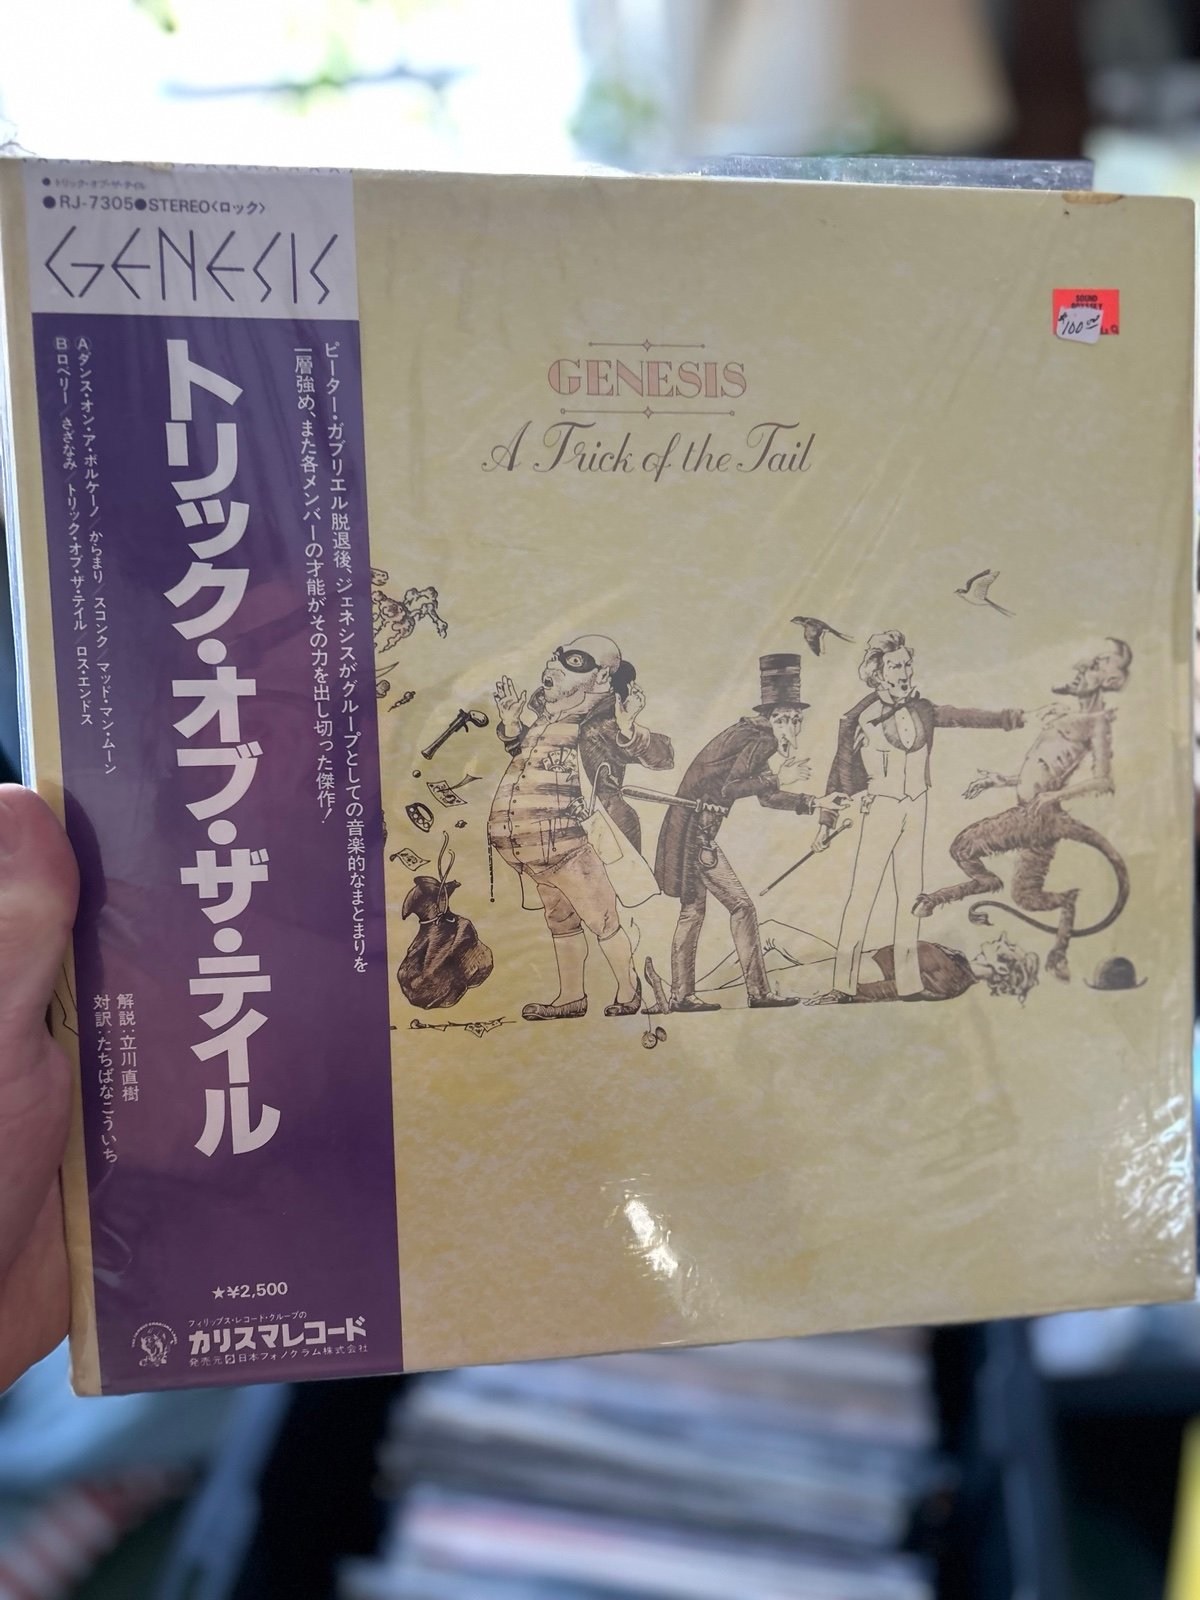 ●トリック・オブ・ザ・テイル
●RJ-7305●STEREO〈ロック〉
GENESIS
ピーター・ガブリエル脱退後、ジェネシスがグループとしての音楽的なまとまりを
一層強め、また各メンバーの才能がその力を出し切った傑作!
トリック・オブ・ザ・テイル
Ⓐダンス・オン・ア・ボルケーノ/からまり/スコンク/マッド・マン・ムーン
Ⓑロベリー/さざなみ/トリック・オブ・ザ・テイル/ロス・エンドス
解説:立川直樹
対訳:たちばなこういち
★¥2,500
フィリップス・レコード・グループの
カリスマレコード
発売元 日本フォノグラム株式会社
GENESIS
A Trick of the Tail
SOUND
ODYSSEY
$100.00